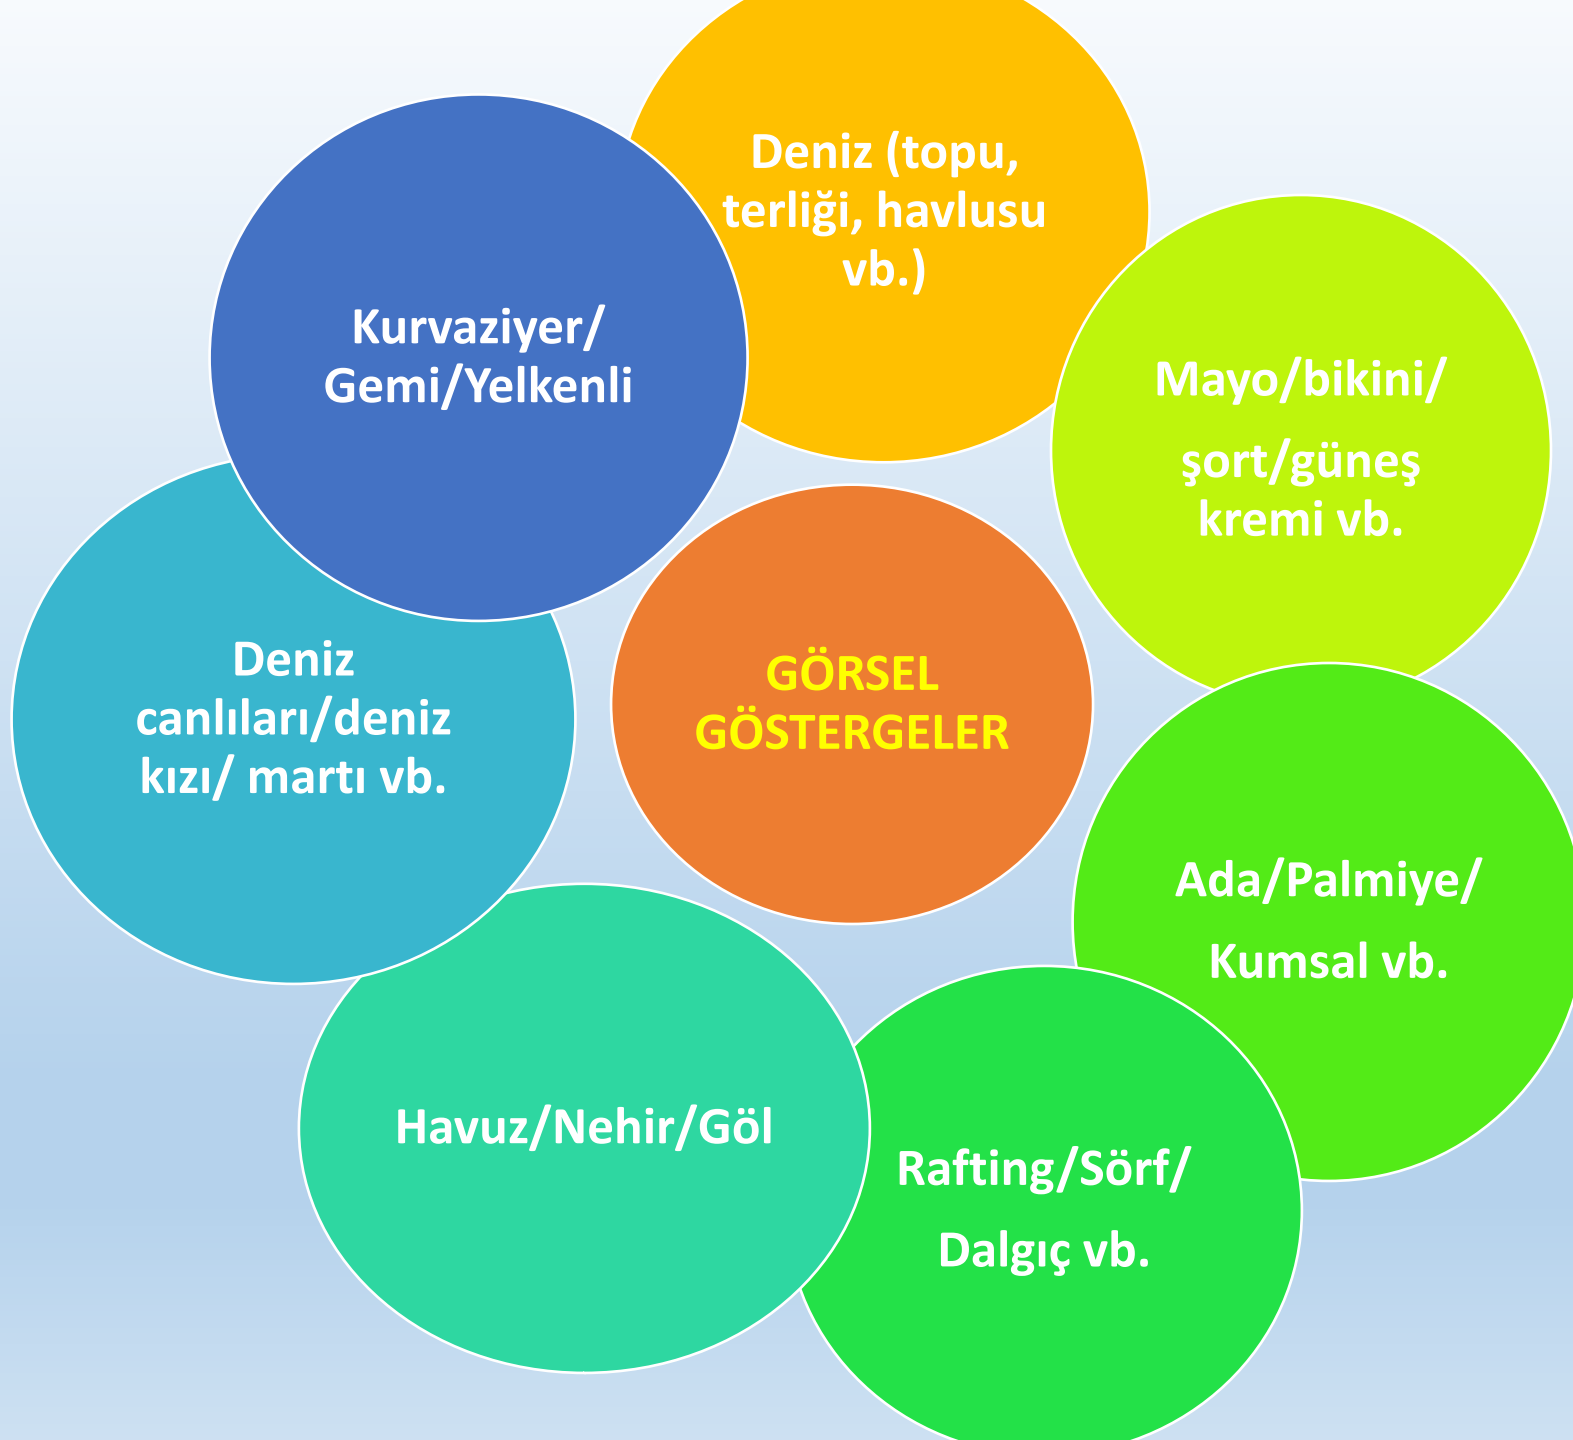 Deniz (topu,
terliği, havlusu
vb.)
Kurvaziyer/
Gemi/Yelkenli
Mayo/bikini/
şort/güneş
kremi vb.
Deniz
canlıları/deniz
kızı/ martı vb.
GÖRSEL
GÖSTERGELER
Ada/Palmiye/
Kumsal vb.
Havuz/Nehir/Göl
Rafting/Sörf/
Dalgıç vb.